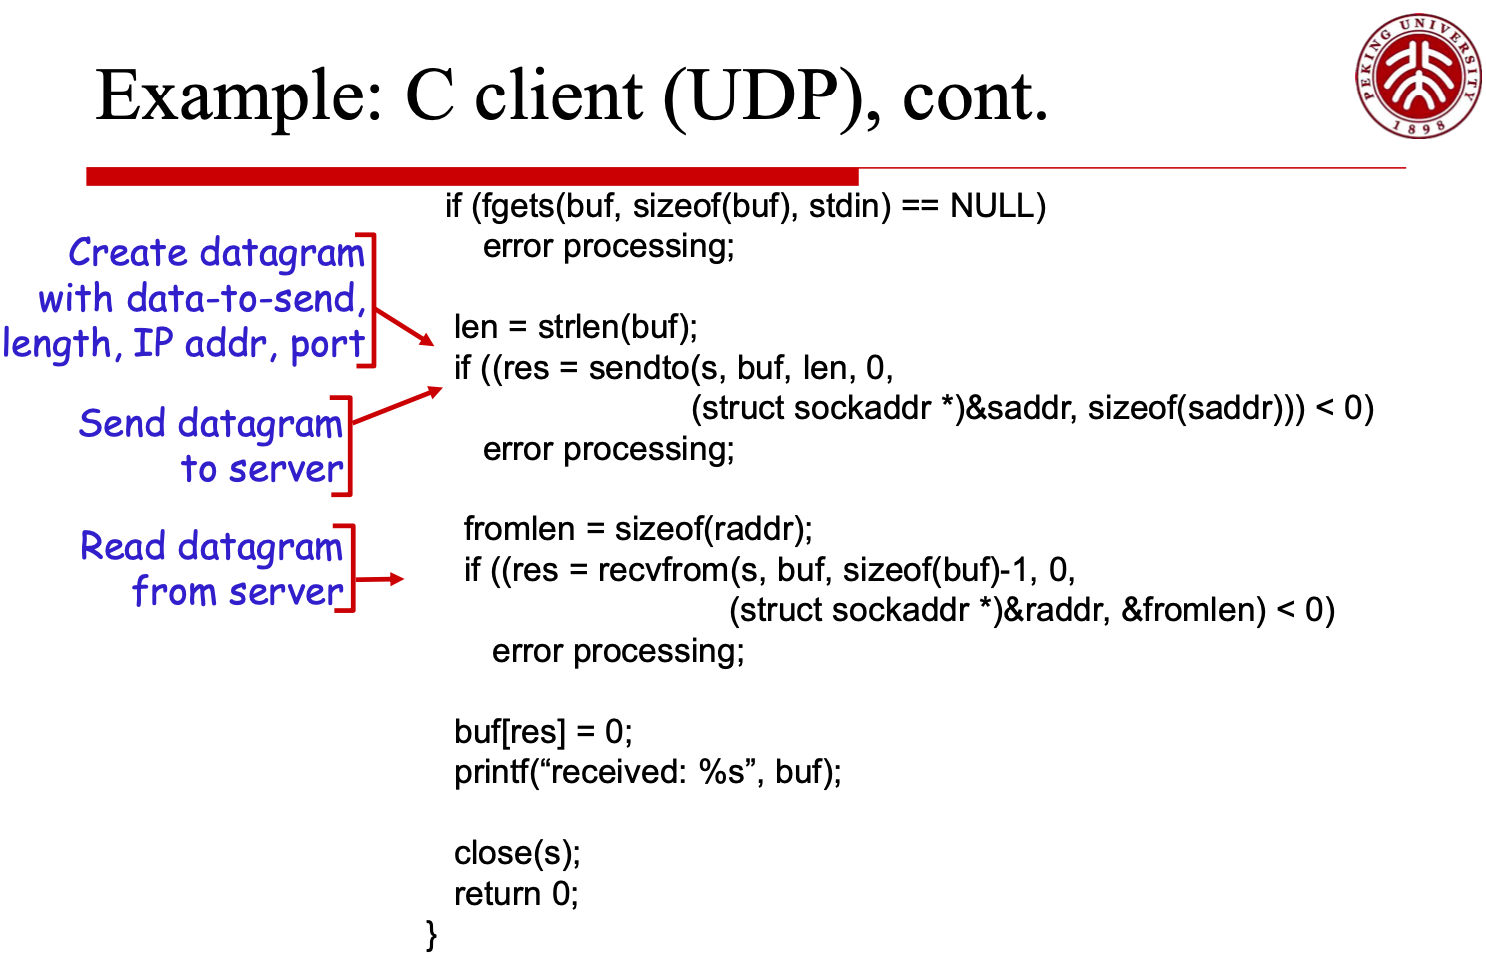 Example: C client (UDP), cont.
PEKING UNIVERSITY
1898
if (fgets(buf, sizeof(buf), stdin) == NULL)
error processing;
Create datagram
with data-to-send,
length, IP addr, port
len = strlen(buf);
if ((res = sendto(s, buf, len, 0,
(struct sockaddr *)&saddr, sizeof(saddr))) < 0)
error processing;
Send datagram
to server
fromlen = sizeof(raddr);
if ((res = recvfrom(s, buf, sizeof(buf)-1, 0,
(struct sockaddr *)&raddr, &fromlen) < 0)
error processing;
Read datagram
from server
buf[res] = 0;
printf(“received: %s”, buf);
close(s);
return 0;
}